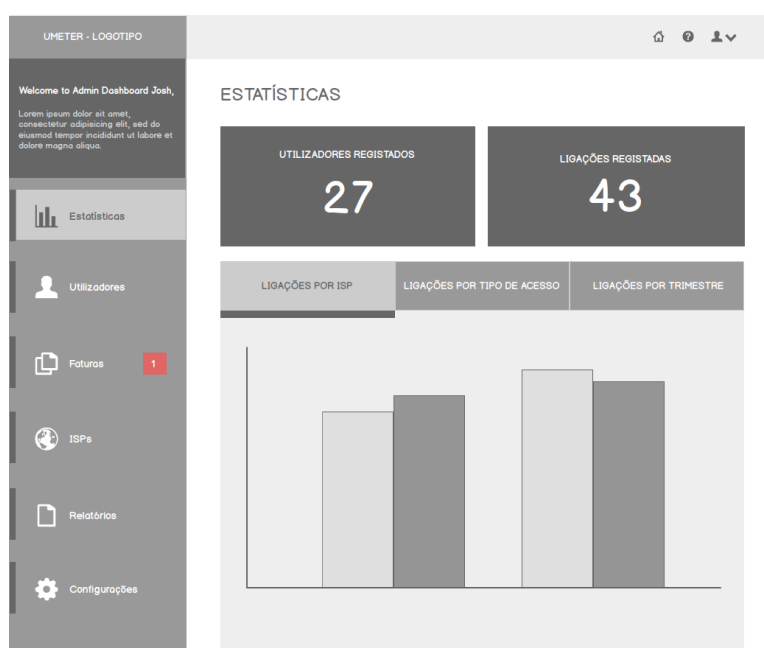 UMETER - LOGOTIPO
Welcome to Admin Dashboard Josh,
Lorem ipsum dolor sit amet,
consectetur adipisicing elit, sed do
eiusmod tempor incididunt ut labore et
dolore magna aliqua.
Estatísticas
Utilizadores
Faturas
1
ISPs
Relatórios
Configurações
ESTATÍSTICAS
UTILIZADORES REGISTADOS
27
LIGAÇÕES REGISTADAS
43
LIGAÇÕES POR ISP
LIGAÇÕES POR TIPO DE ACESSO
LIGAÇÕES POR TRIMESTRE